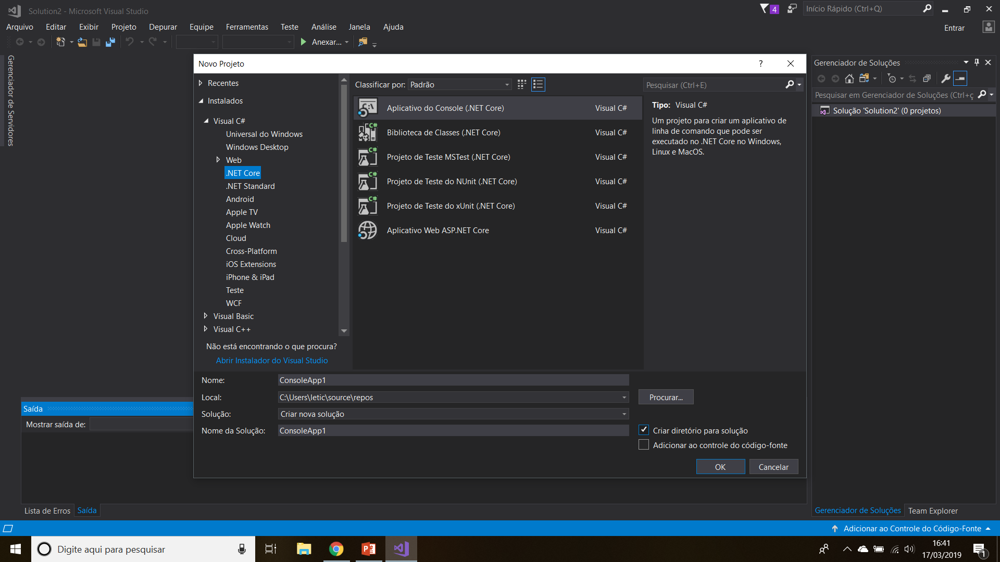 Solution2 - Microsoft Visual Studio
4
Início Rápido (Ctrl+Q)
Arquivo Editar Exibir Projeto Depurar Equipe Ferramentas Teste Análise Janela Ajuda
Entrar
Anexar...
Gerenciador de Servidores
Novo Projeto
?
Recentes
Instalados
Visual C#
Universal do Windows
Windows Desktop
Web
.NET Core
.NET Standard
Android
Apple TV
Apple Watch
Cloud
Cross-Platform
iOS Extensions
iPhone & iPad
Teste
WCF
Visual Basic
Visual C++
Não está encontrando o que procura?
Abrir Instalador do Visual Studio
Classificar por: Padrão
Aplicativo do Console (.NET Core) Visual C#
Biblioteca de Classes (.NET Core) Visual C#
Projeto de Teste MSTest (.NET Core) Visual C#
Projeto de Teste do NUnit (.NET Core) Visual C#
Projeto de Teste do xUnit (.NET Core) Visual C#
Aplicativo Web ASP.NET Core Visual C#
Pesquisar (Ctrl+E)
Tipo: Visual C#
Um projeto para criar um aplicativo de
linha de comando que pode ser
executado no .NET Core no Windows,
Linux e MacOS.
Nome: ConsoleApp1
Local: C:\Users\letic\source\repos
Procurar...
Solução: Criar nova solução
Nome da Solução: ConsoleApp1
Criar diretório para solução
Adicionar ao controle do código-fonte
OK Cancelar
Gerenciador de Soluções
Pesquisar em Gerenciador de Soluções (Ctrl+ç
Solução 'Solution2' (0 projetos)
Saída
Mostrar saída de:
Lista de Erros Saída
Gerenciador de Soluções Team Explorer
Adicionar ao Controle do Código-Fonte
Digite aqui para pesquisar
16:41
17/03/2019
1